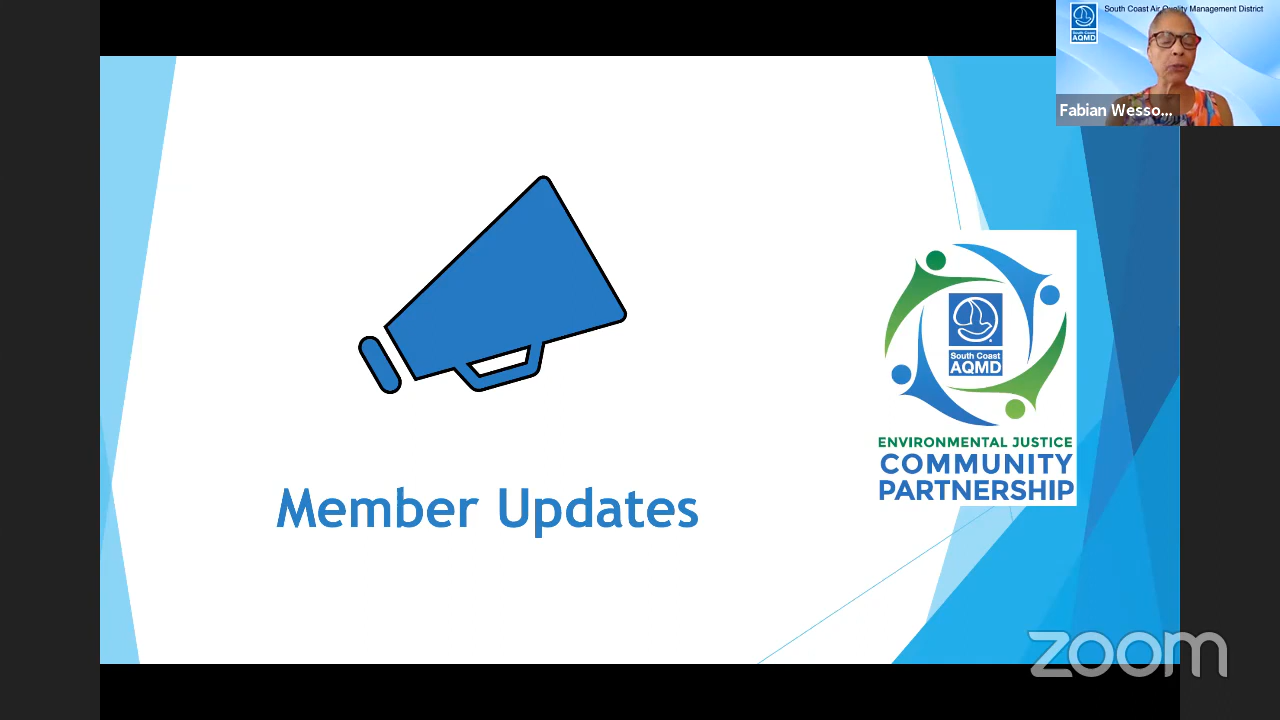 South Coast Air Quality Management District
South Coast
AQMD
Fabian Wesso...
South Coast
AQMD
ENVIRONMENTAL JUSTICE
COMMUNITY
PARTNERSHIP
Member Updates
zoom